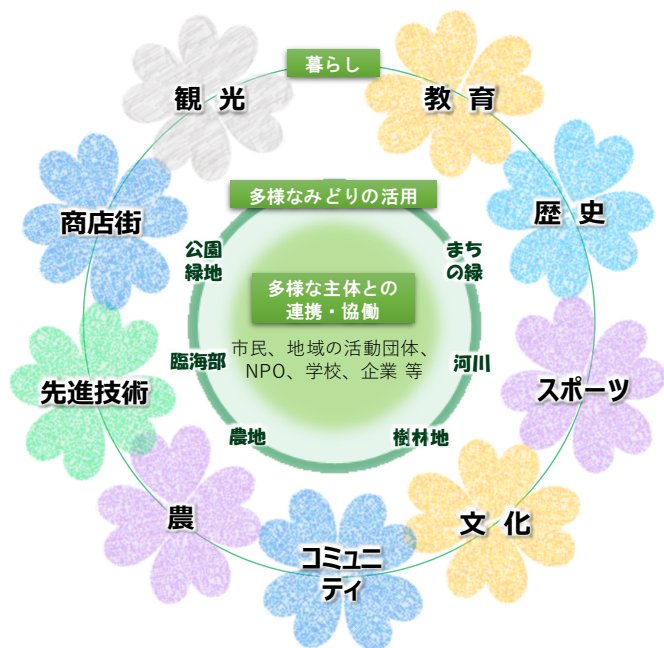 暮らし
観 光
教 育
商店街
歴 史
多様なみどりの活用
公園
緑地
まち
の緑
多様な主体との
連携・協働
市民、地域の活動団体、
NPO、学校、企業 等
臨海部
河川
先進技術
スポーツ
農地
樹林地
農
文 化
コミュニ
ティ